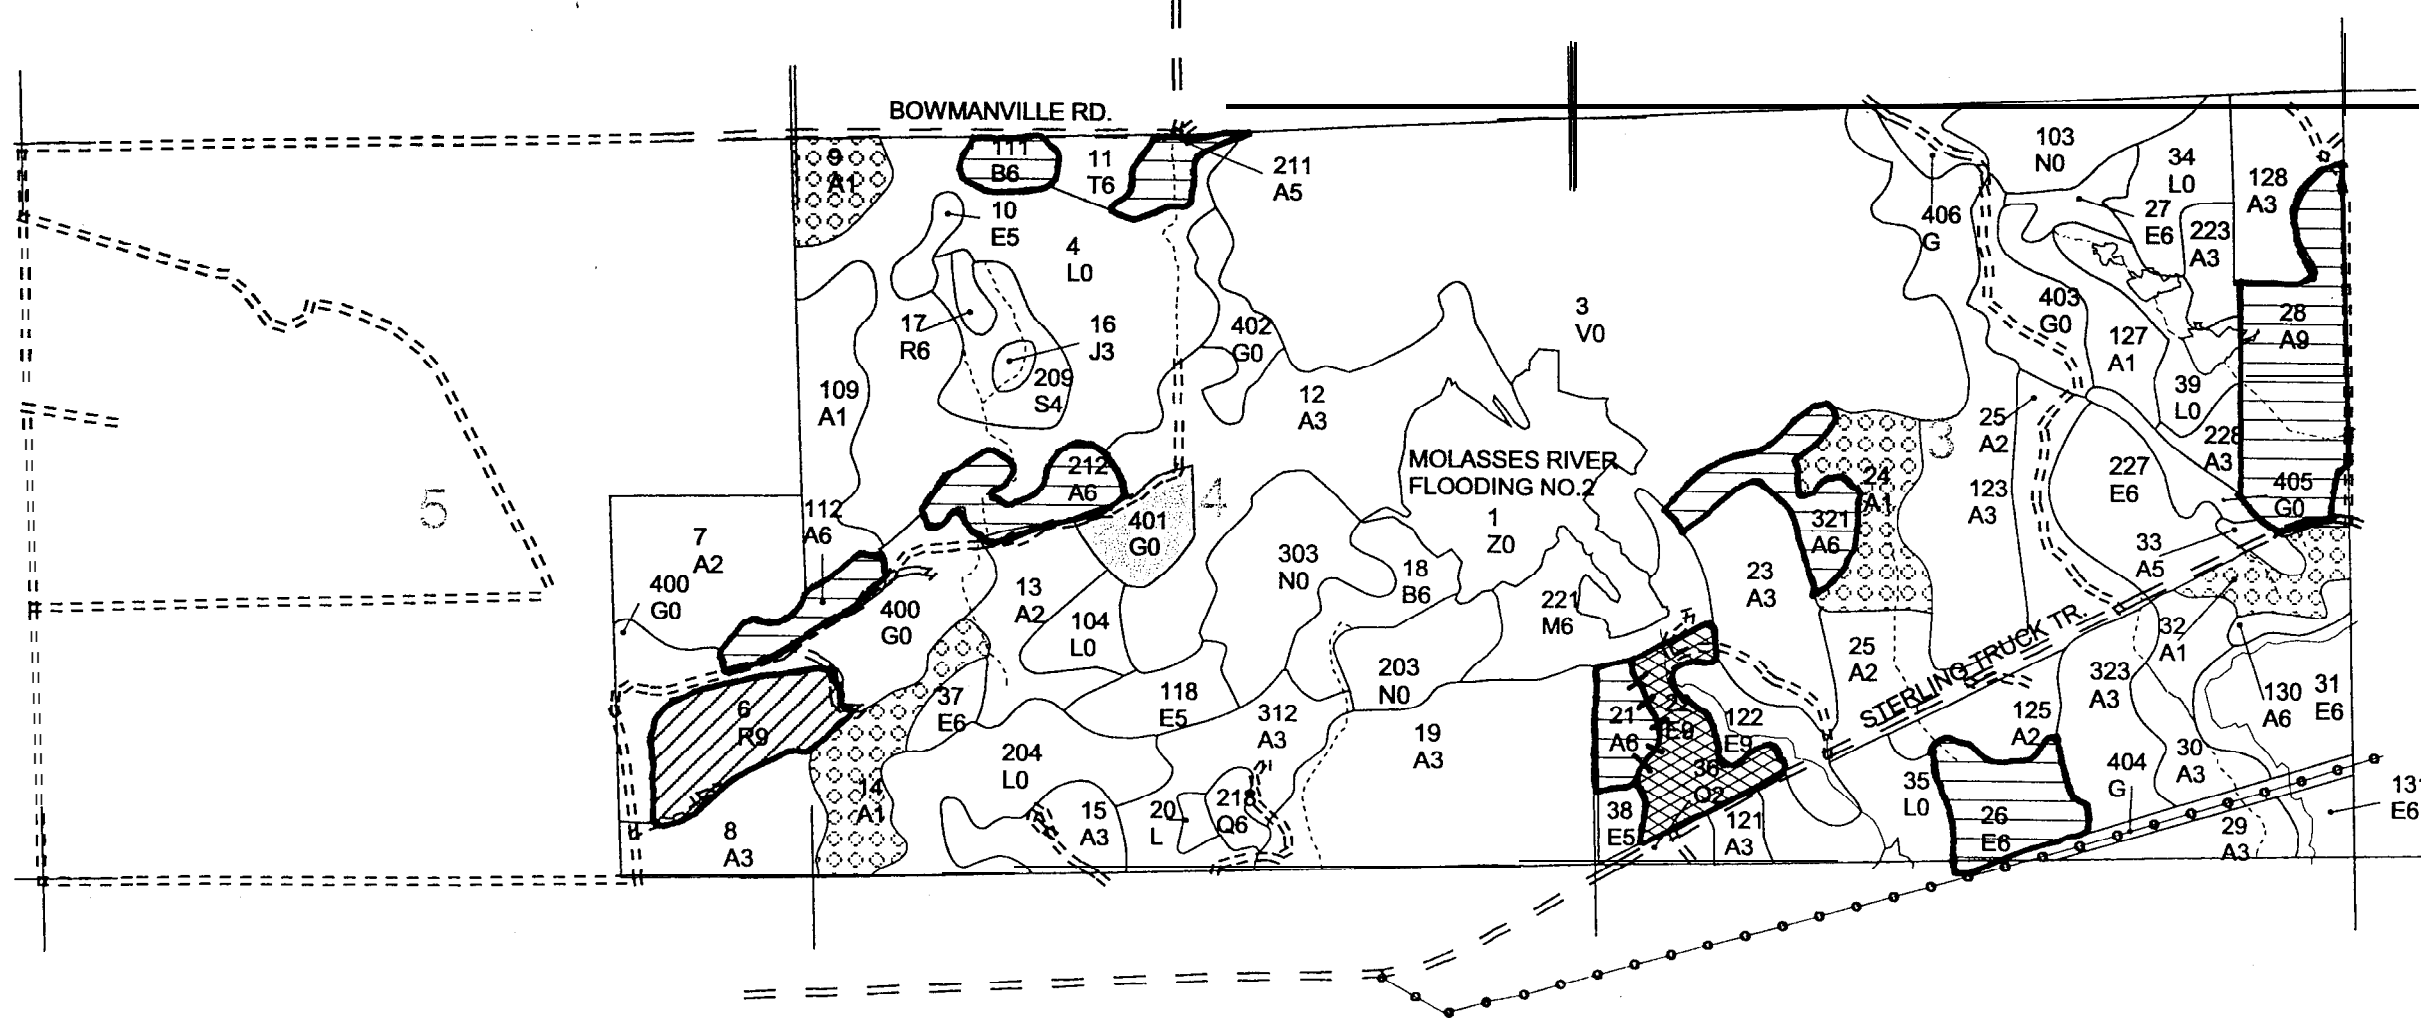 BOWMANVILLE RD.
9
A1
111
B6
11
T6
211
A5
103
N0
34
L0
128
A3
10
E5
4
L0
406
G
27
E6
223
A3
17
R6
16
J3
209
S4
402
G0
3
V0
403
G0
127
A1
28
A9
109
A1
12
A3
39
L0
25
A2
3
228
A3
212
A6
MOLASSES RIVER
FLOODING NO.2
1
Z0
24
A1
123
A3
227
E6
405
G0
5
4
112
A6
401
G0
321
A6
7
A2
400
G0
400
G0
13
A2
104
L0
303
N0
18
B6
221
M6
23
A3
33
A5
32
A1
25
A2
STERLING TRUCK TR.
323
A3
130
A6
31
E6
37
E6
118
E5
203
N0
6
R9
312
A3
19
A3
21
A6
22
E9
122
E9
125
A2
204
L0
36
Q2
404
G
30
A3
14
A1
15
A3
20
L
218
Q6
38
E5
121
A3
35
L0
26
E6
29
A3
E6
8
A3